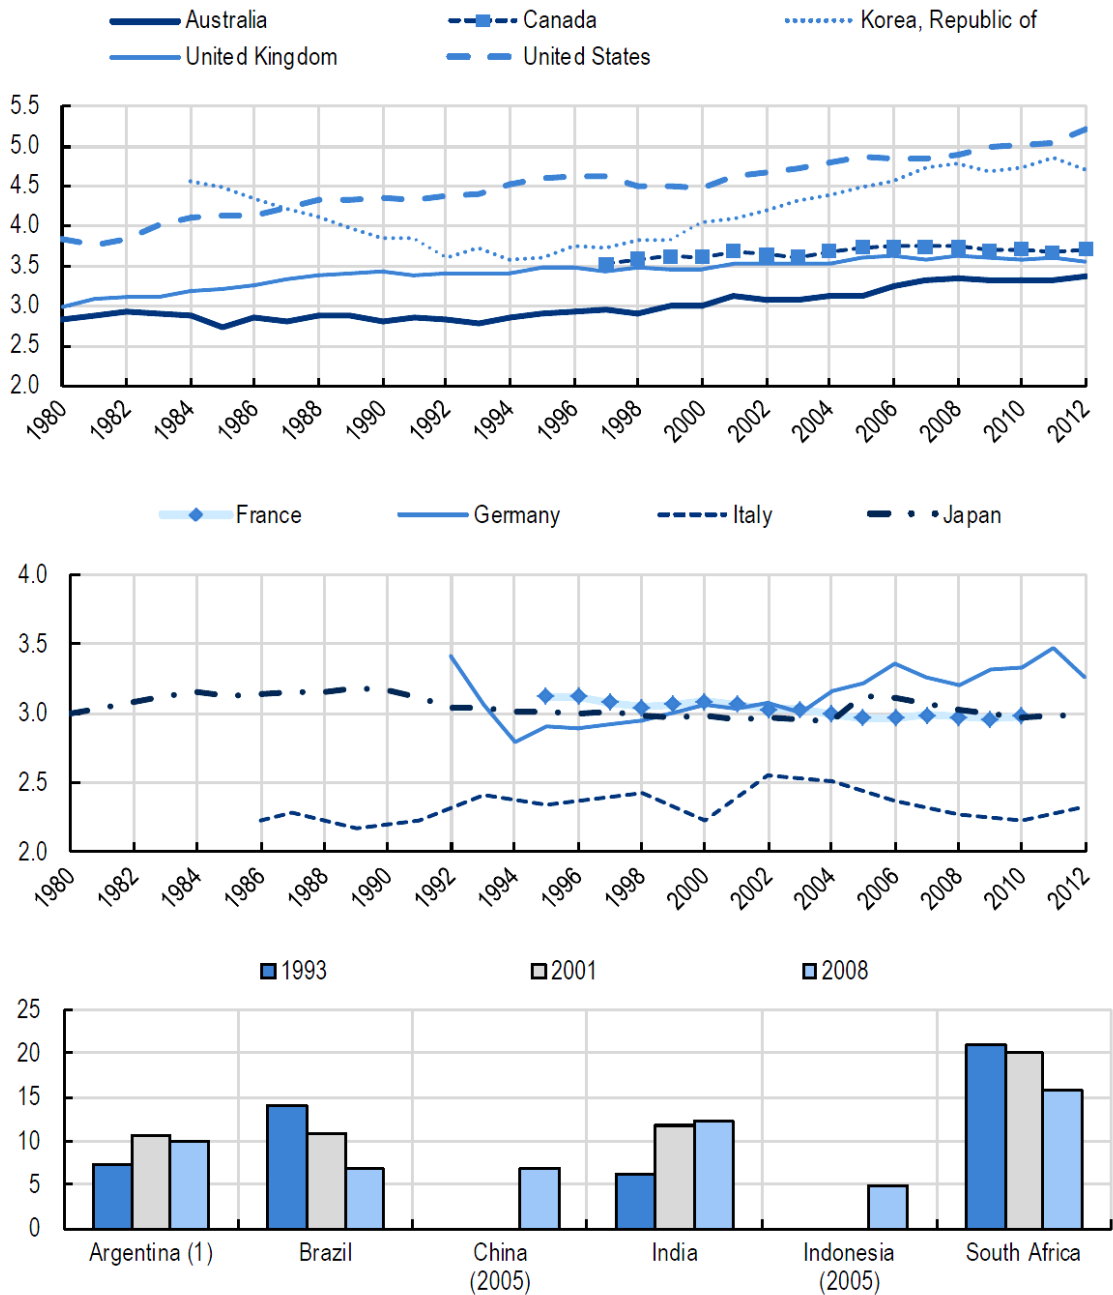 Australia Canada Korea, Republic of
United Kingdom United States
5.5
5.0
4.5
4.0
3.5
3.0
2.5
2.0
1980 1982 1984 1986 1988 1990 1992 1994 1996 1998 2000 2002 2004 2006 2008 2010 2012
France Germany Italy Japan
4.0
3.5
3.0
2.5
2.0
1980 1982 1984 1986 1988 1990 1992 1994 1996 1998 2000 2002 2004 2006 2008 2010 2012
1993 2001 2008
25
20
15
10
5
0
Argentina (1) Brazil China India Indonesia South Africa
(2005) (2005)